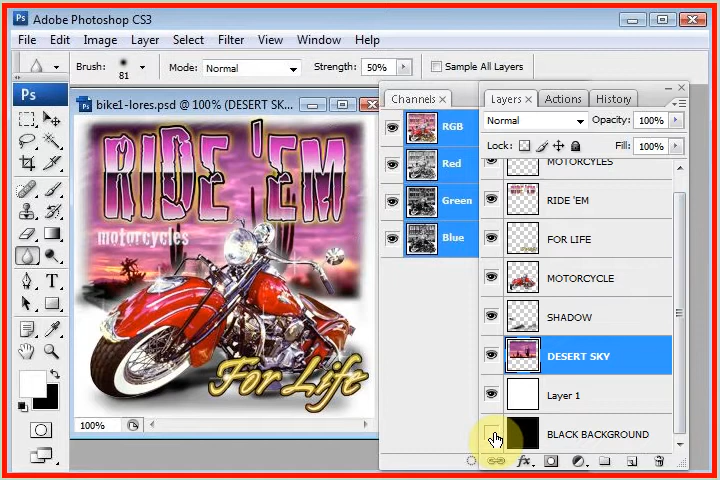 Ps Adobe Photoshop CS3
File Edit Image Layer Select Filter View Window Help
Brush: 81 Mode: Normal Strength: 50% Sample All Layers
Ps
bike1-lores.psd @ 100% (DESERT SK...
RIDE 'EM
motorcycles
For Life
100%
Channels x
RGB
Red
Green
Blue
Layers x Actions History
Normal Opacity: 100%
Lock: Fill: 100%
MOTORCYLES
RIDE 'EM
FOR LIFE
MOTORCYCLE
SHADOW
DESERT SKY
Layer 1
BLACK BACKGROUND
fx